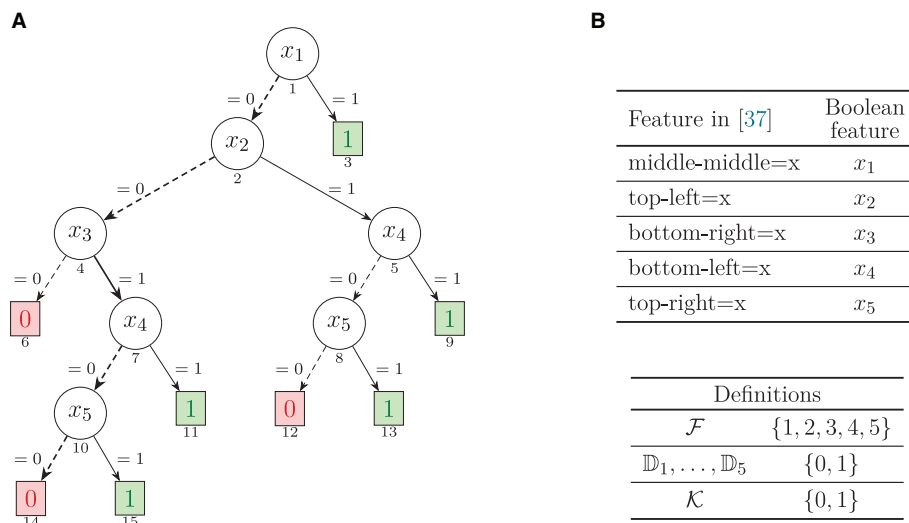 A
B
x₁
1
= 0
= 1
x₂
1
2
3
= 0
= 1
x₃
x₄
4
5
= 0
= 1
= 0
= 1
0
x₄
x₅
1
6
7
8
9
= 0
= 1
= 0
= 1
x₅
1
0
1
10
11
12
13
= 0
= 1
0
1
14
15
Feature in [37]
Boolean feature
middle-middle=x x₁
top-left=x x₂
bottom-right=x x₃
bottom-left=x x₄
top-right=x x₅
Definitions
ℱ {1, 2, 3, 4, 5}
𝔻₁, . . . , 𝔻₅ {0, 1}
𝒦 {0, 1}